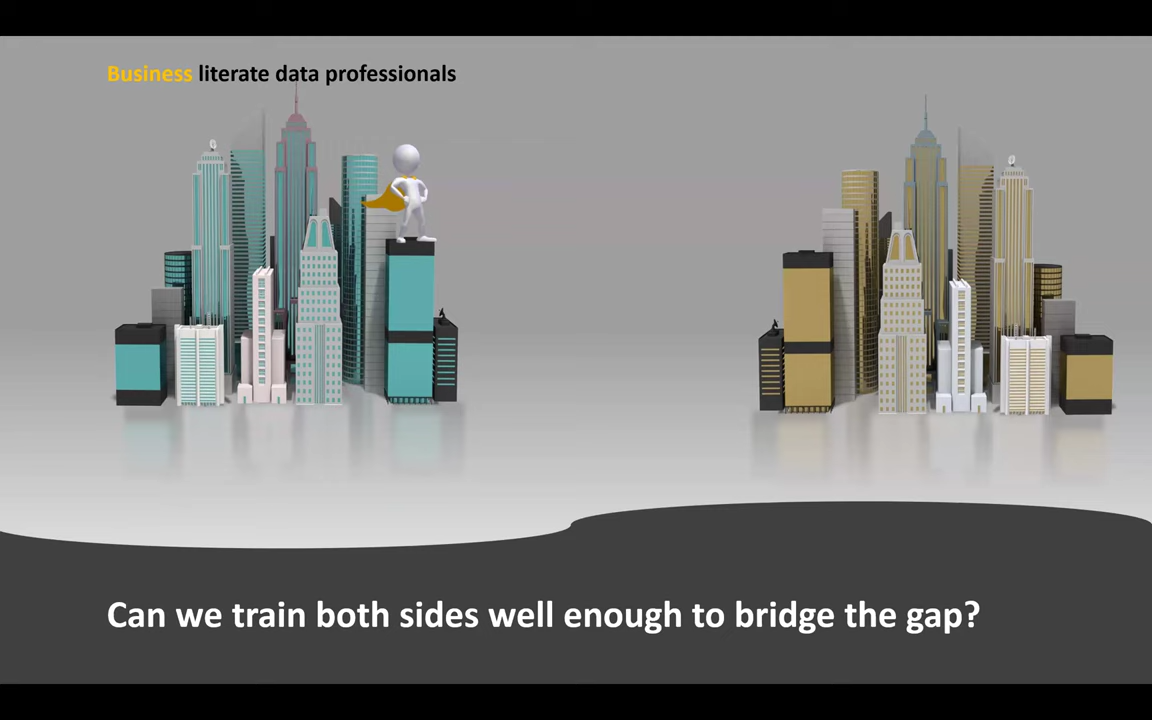 Business literate data professionals
Can we train both sides well enough to bridge the gap?